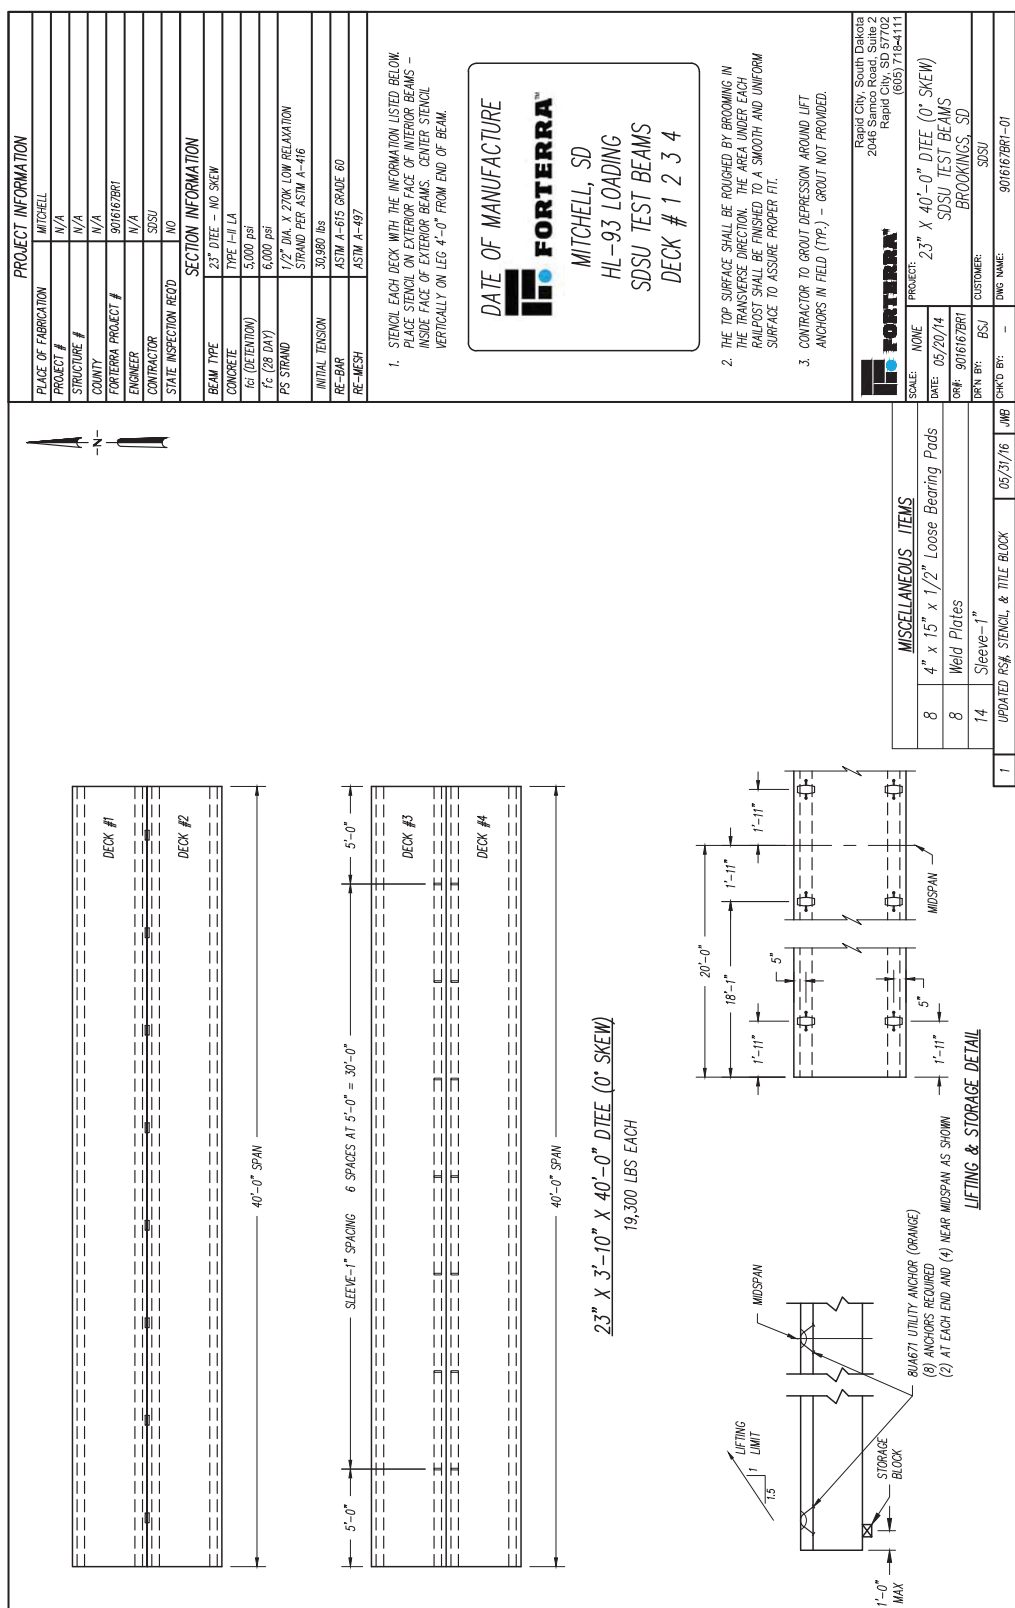 DECK #1
DECK #2
40'-0" SPAN
5'-0"
SLEEVE-1" SPACING 6 SPACES AT 5'-0" = 30'-0"
5'-0"
DECK #3
DECK #4
40'-0" SPAN
23" X 3'-10" X 40'-0" DTEE (0° SKEW)
19,300 LBS EACH
LIFTING
LIMIT
1
1.5
MIDSPAN
STORAGE
BLOCK
1'-0"
MAX
8UA671 UTILITY ANCHOR (ORANGE)
(8) ANCHORS REQUIRED
(2) AT EACH END AND (4) NEAR MIDSPAN AS SHOWN
20'-0"
18'-1"
1'-11"
1'-11"
1'-11"
5"
5"
1'-11"
MIDSPAN
LIFTING & STORAGE DETAIL
-N-
PROJECT INFORMATION
PLACE OF FABRICATION MITCHELL
PROJECT # N/A
STRUCTURE # N/A
COUNTY N/A
FORTERRA PROJECT # 9016167BR1
ENGINEER N/A
CONTRACTOR SDSU
STATE INSPECTION REQ'D NO
SECTION INFORMATION
BEAM TYPE 23" DTEE - NO SKEW
CONCRETE TYPE I-II LA
fci (DETENTION) 5,000 psi
f'c (28 DAY) 6,000 psi
PS STRAND 1/2" DIA. X 270K LOW RELAXATION
STRAND PER ASTM A-416
INITIAL TENSION 30,980 lbs
RE-BAR ASTM A-615 GRADE 60
RE-MESH ASTM A-497
1. STENCIL EACH DECK WITH THE INFORMATION LISTED BELOW.
PLACE STENCIL ON EXTERIOR FACE OF INTERIOR BEAMS -
INSIDE FACE OF EXTERIOR BEAMS. CENTER STENCIL
VERTICALLY ON LEG 4'-0" FROM END OF BEAM.
DATE OF MANUFACTURE
FORTERRA™
MITCHELL, SD
HL-93 LOADING
SDSU TEST BEAMS
DECK # 1 2 3 4
2. THE TOP SURFACE SHALL BE ROUGHED BY BROOMING IN
THE TRANSVERSE DIRECTION. THE AREA UNDER EACH
RAILPOST SHALL BE FINISHED TO A SMOOTH AND UNIFORM
SURFACE TO ASSURE PROPER FIT.
3. CONTRACTOR TO GROUT DEPRESSION AROUND LIFT
ANCHORS IN FIELD (TYP.) - GROUT NOT PROVIDED.
MISCELLANEOUS ITEMS
8 4" x 15" x 1/2" Loose Bearing Pads
8 Weld Plates
14 Sleeve-1"
1 UPDATED RS#, STENCIL, & TITLE BLOCK 05/31/16 JWB
FORTERRA™
Rapid City, South Dakota
2046 Samco Road, Suite 2
Rapid City, SD 57702
(605) 718-4111
SCALE: NONE
DATE: 05/20/14
OR#: 9016167BR1
DR'N BY: BSJ
CHK'D BY: -
PROJECT:
23" X 40'-0" DTEE (0° SKEW)
SDSU TEST BEAMS
BROOKINGS, SD
CUSTOMER: SDSU
DWG NAME: 9016167BR1-01